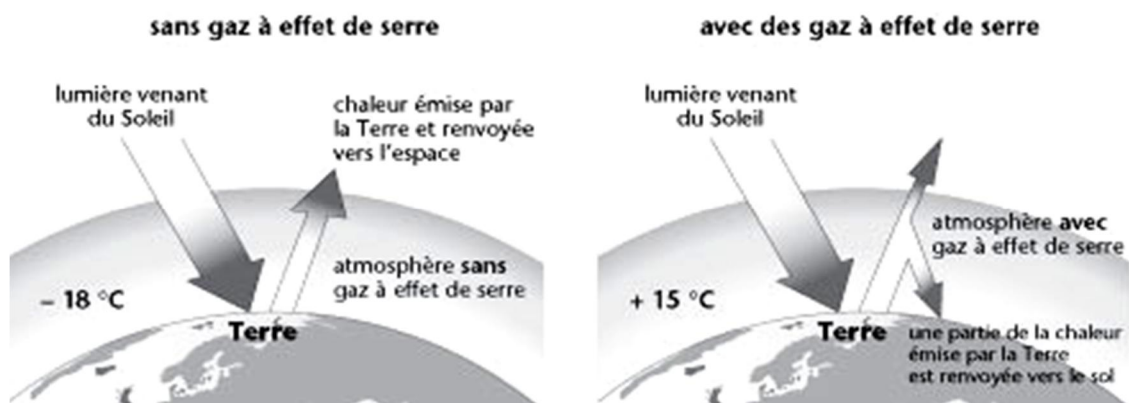 sans gaz à effet de serre
lumière venant
du Soleil
chaleur émise par
la Terre et renvoyée
vers l'espace
atmosphère sans
gaz à effet de serre
– 18 °C
Terre
avec des gaz à effet de serre
lumière venant
du Soleil
atmosphère avec
gaz à effet de serre
+ 15 °C
Terre
une partie de la chaleur
émise par la Terre
est renvoyée vers le sol